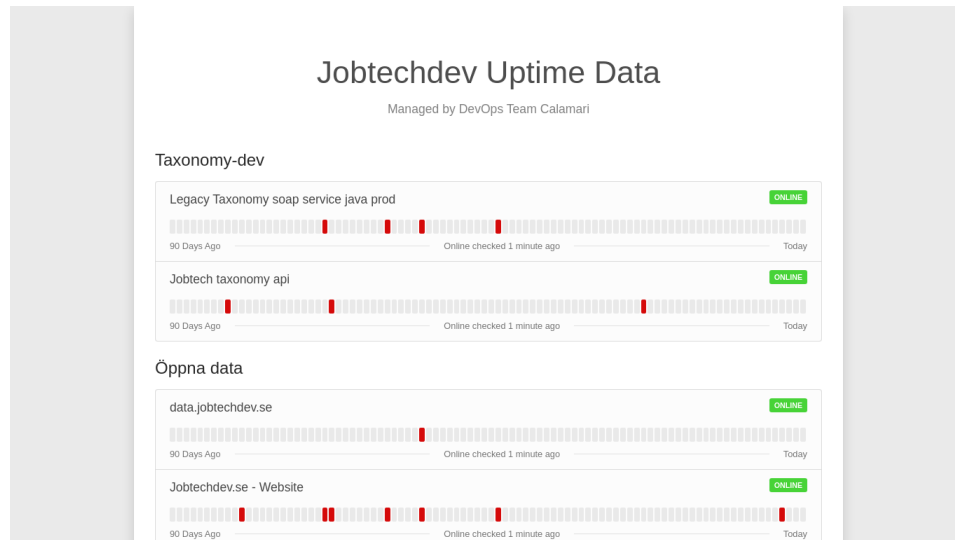 Jobtechdev Uptime Data
Managed by DevOps Team Calamari
Taxonomy-dev
Legacy Taxonomy soap service java prod
ONLINE
90 Days Ago Online checked 1 minute ago Today
Jobtech taxonomy api
ONLINE
90 Days Ago Online checked 1 minute ago Today
Öppna data
data.jobtechdev.se
ONLINE
90 Days Ago Online checked 1 minute ago Today
Jobtechdev.se - Website
ONLINE
90 Days Ago Online checked 1 minute ago Today